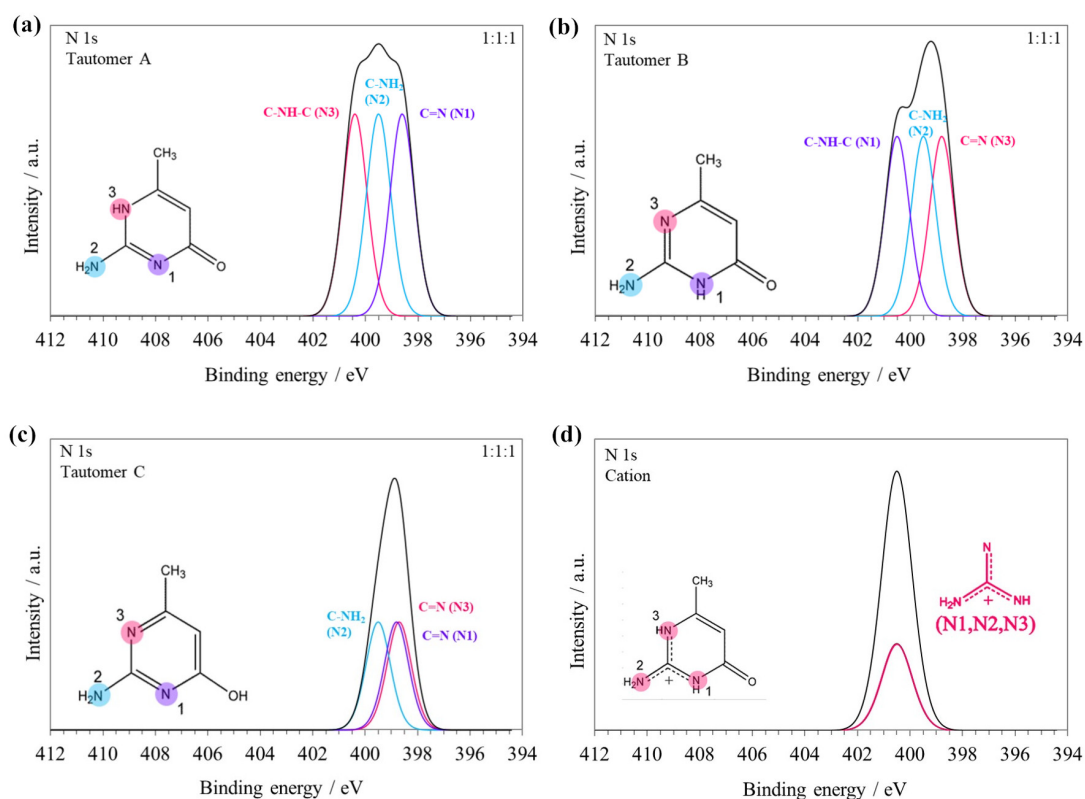 (a)
N 1s
Tautomer A
1:1:1
C-NH-C (N3)
C-NH₂
(N2)
C=N (N1)
CH₃
3
HN
2
H₂N
N
1
O
Intensity / a.u.
412 410 408 406 404 402 400 398 396 394
Binding energy / eV
(b)
N 1s
Tautomer B
1:1:1
C-NH-C (N1)
C-NH₂
(N2)
C=N (N3)
CH₃
3
N
2
H₂N
N
H
1
O
Intensity / a.u.
412 410 408 406 404 402 400 398 396 394
Binding energy / eV
(c)
N 1s
Tautomer C
1:1:1
C-NH₂
(N2)
C=N (N3)
C=N (N1)
CH₃
3
N
2
H₂N
N
1
OH
Intensity / a.u.
412 410 408 406 404 402 400 398 396 394
Binding energy / eV
(d)
N 1s
Cation
N
H₂N
+
NH
(N1,N2,N3)
CH₃
3
HN
2
H₂N
+
N
H
1
O
Intensity / a.u.
412 410 408 406 404 402 400 398 396 394
Binding energy / eV